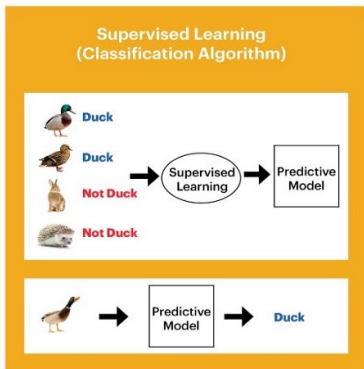 Supervised Learning
(Classification Algorithm)
Duck
Duck
Not Duck
Not Duck
Supervised
Learning
Predictive
Model
Predictive
Model
Duck